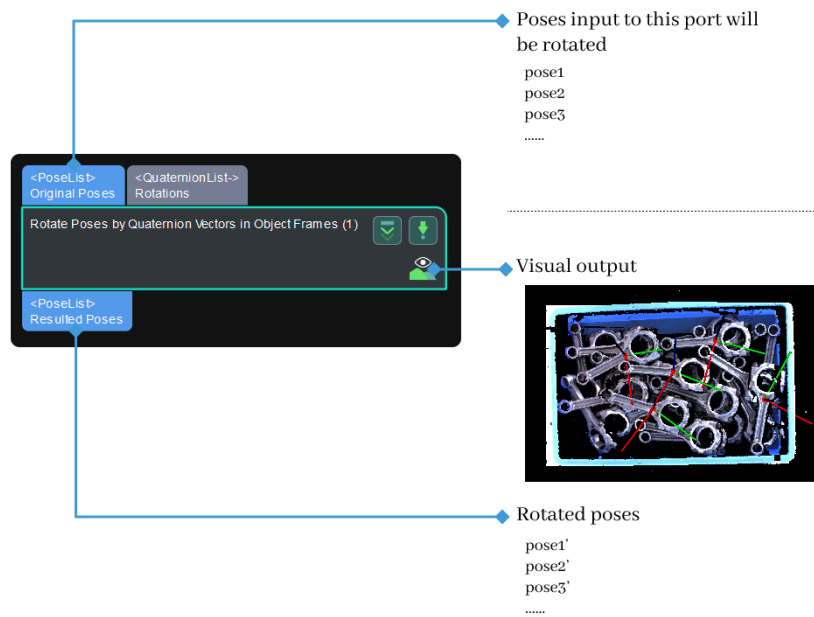 Poses input to this port will
be rotated
pose1
pose2
pose3
......
<PoseList>
Original Poses
<QuaternionList->
Rotations
Rotate Poses by Quaternion Vectors in Object Frames (1)
Visual output
<PoseList>
Resulted Poses
Rotated poses
pose1’
pose2’
pose3’
......